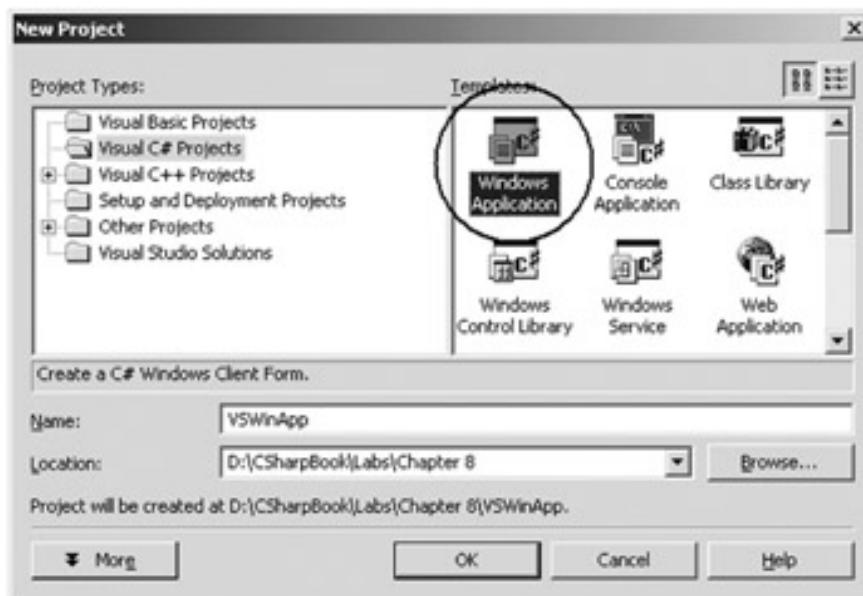 New Project
Project Types:
Templates:
Visual Basic Projects
Visual C# Projects
Visual C++ Projects
Setup and Deployment Projects
Other Projects
Visual Studio Solutions
Windows Application
Console Application
Class Library
Windows Control Library
Windows Service
Web Application
Create a C# Windows Client Form.
Name:
VSWinApp
Location:
D:\CSharpBook\Labs\Chapter 8
Browse...
Project will be created at D:\CSharpBook\Labs\Chapter 8\VSWinApp.
More
OK
Cancel
Help